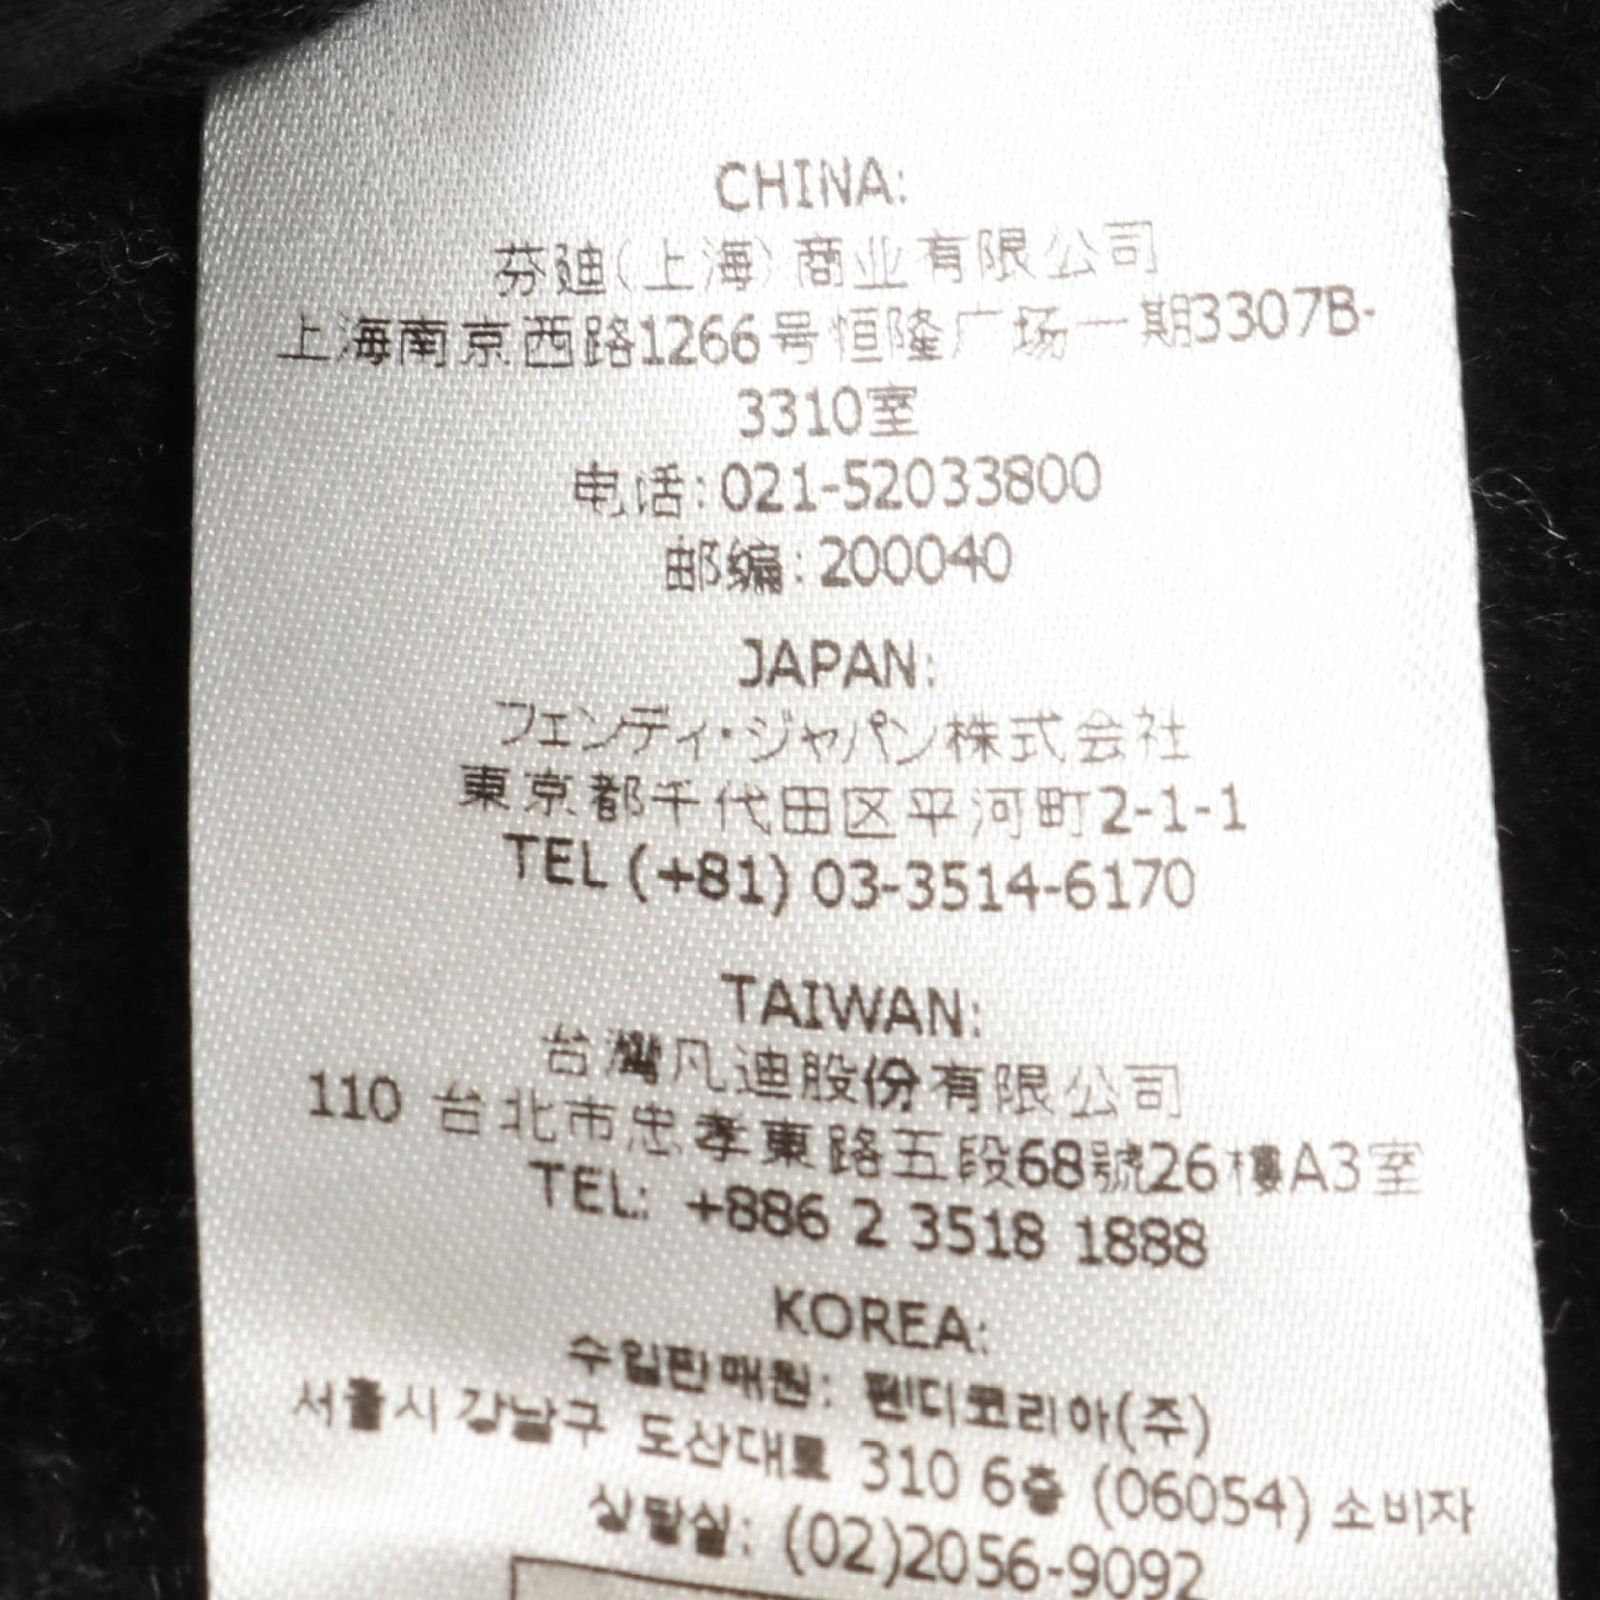 CHINA:
芬迪(上海)商业有限公司
上海南京西路1266号恒隆广场一期3307B-
3310室
电话:021-52033800
邮编:200040
JAPAN:
フェンディ・ジャパン株式会社
東京都千代田区平河町2-1-1
TEL (+81) 03-3514-6170
TAIWAN:
台灣凡迪股份有限公司
110 台北市忠孝東路五段68號26樓A3室
TEL: +886 2 3518 1888
KOREA:
수입판매원: 펜디코리아(주)
서울시 강남구 도산대로 310 6층 (06054) 소비자
상담실: (02)2056-9092